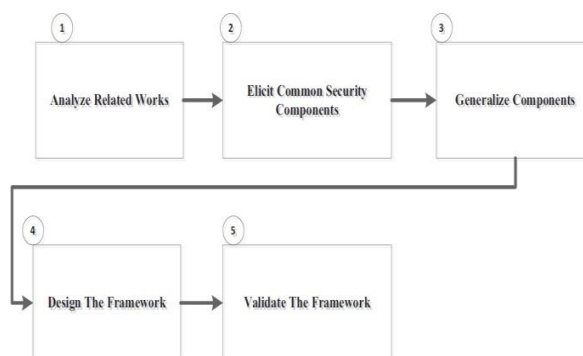 1
Analyze Related Works
2
Elicit Common Security
Components
3
Generalize Components
4
Design The Framework
5
Validate The Framework